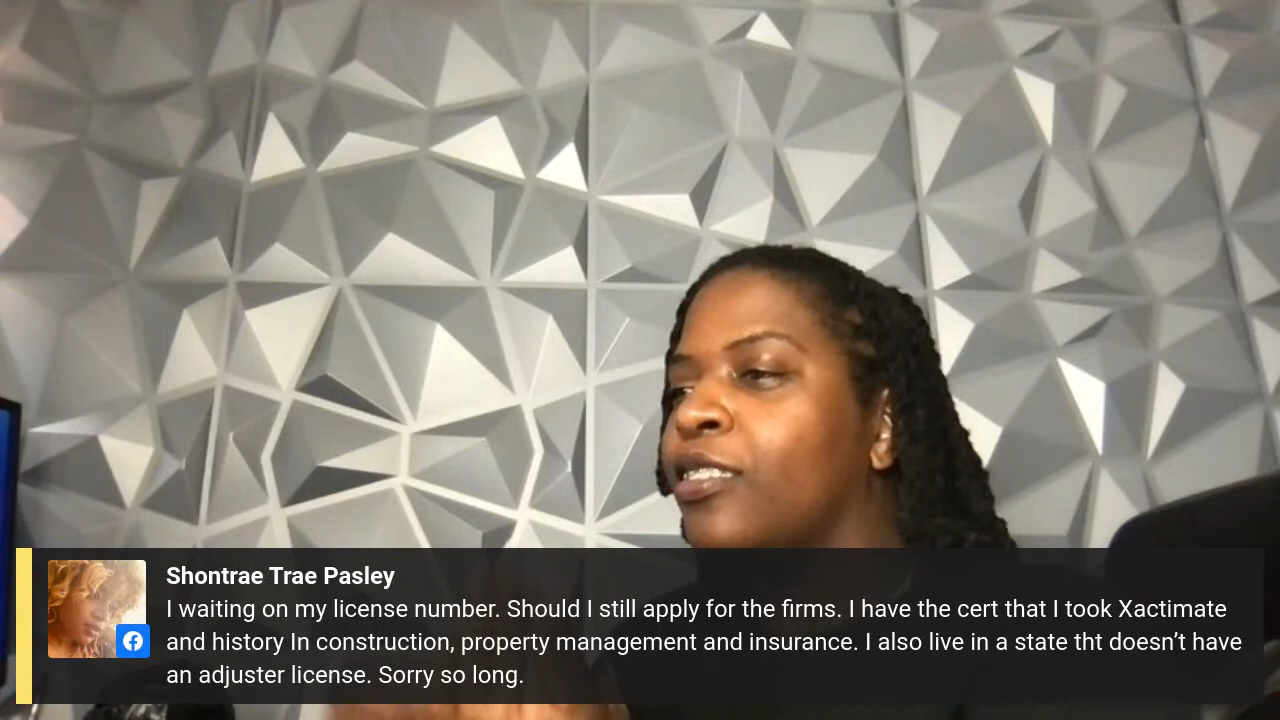 Shontrae Trae Pasley
I waiting on my license number. Should I still apply for the firms. I have the cert that I took Xactimate
and history In construction, property management and insurance. I also live in a state tht doesn’t have
an adjuster license. Sorry so long.